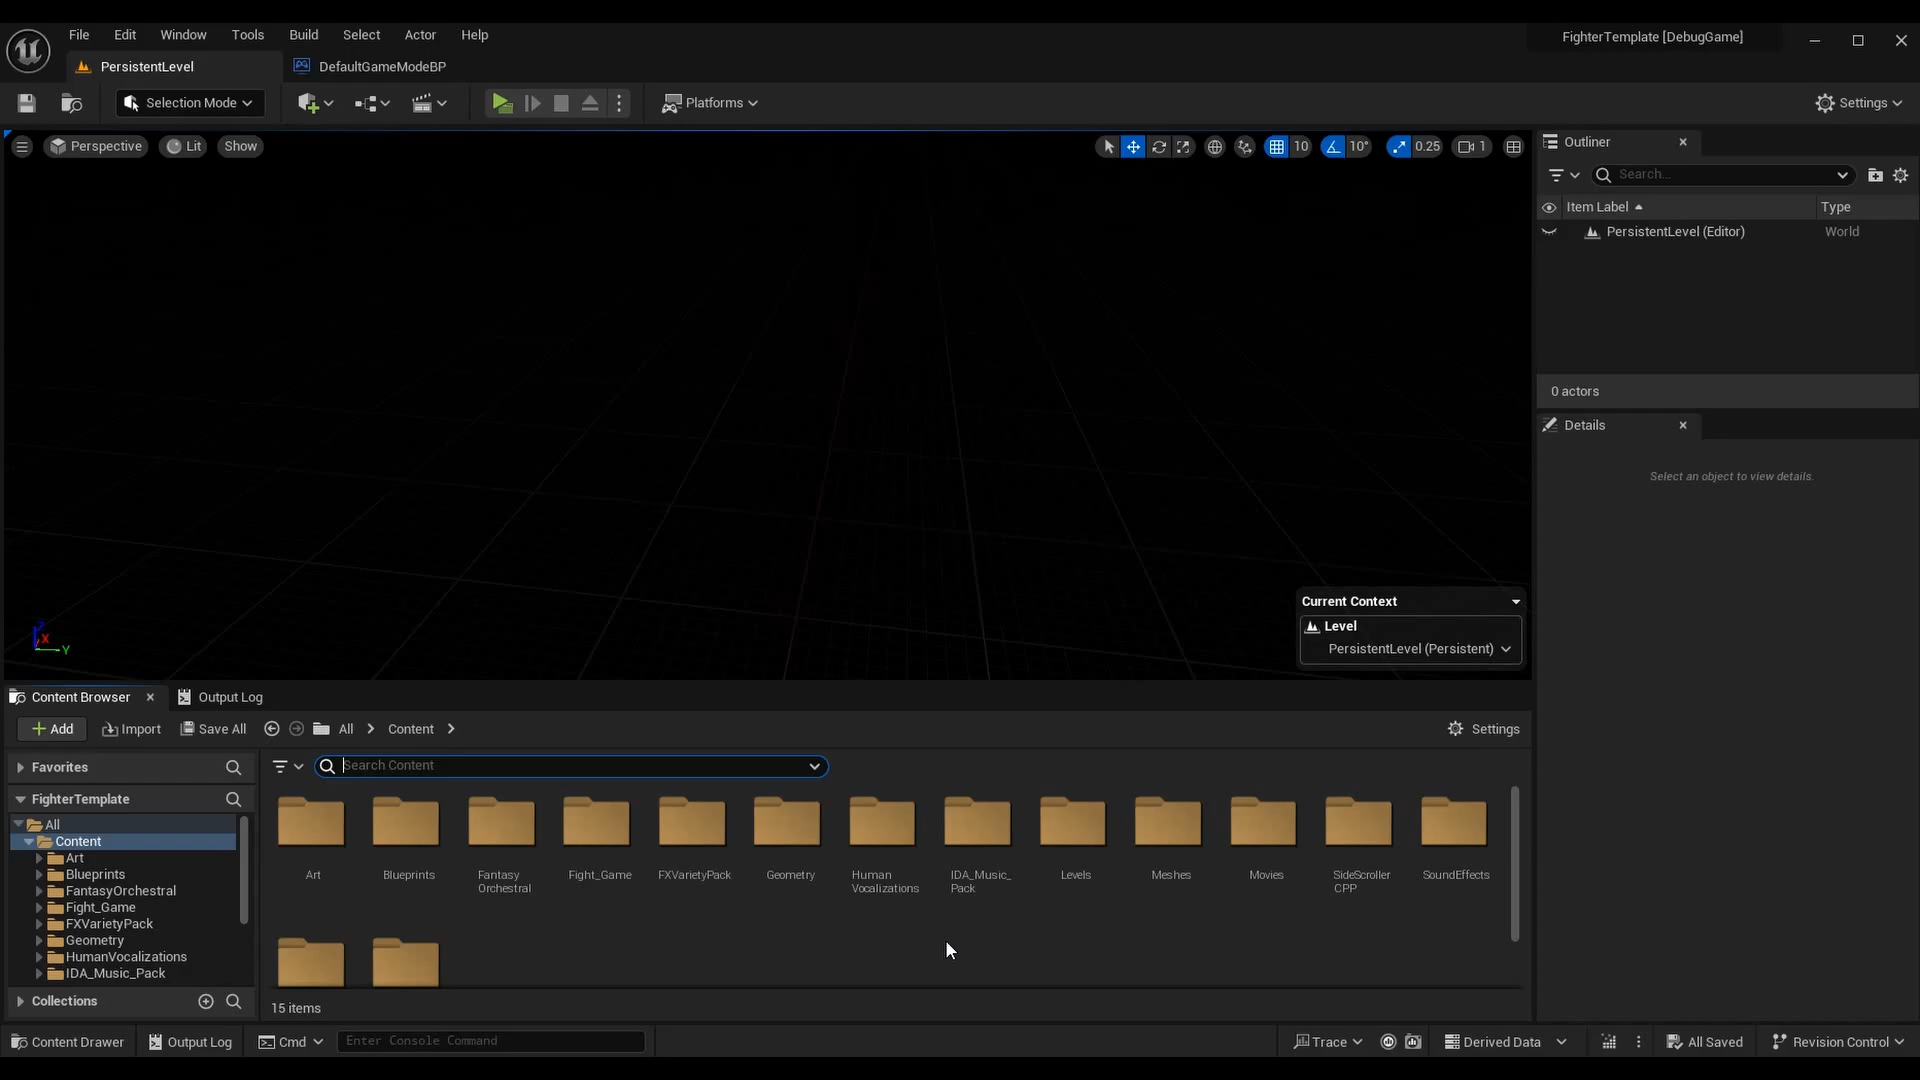 File Edit Window Tools Build Select Actor Help
FighterTemplate [DebugGame]
PersistentLevel
DefaultGameModeBP
Selection Mode
Platforms
Settings
Perspective
Lit
Show
10
10°
0.25
1
Outliner
Search...
Item Label
Type
PersistentLevel (Editor)
World
0 actors
Details
Select an object to view details.
Z
X
Y
Current Context
Level
PersistentLevel (Persistent)
Content Browser
Output Log
Add
Import
Save All
All
Content
Settings
Favorites
FighterTemplate
All
Content
Art
Blueprints
FantasyOrchestral
Fight_Game
FXVarietyPack
Geometry
HumanVocalizations
IDA_Music_Pack
Collections
Search Content
Art
Blueprints
Fantasy
Orchestral
Fight_Game
FXVarietyPack
Geometry
Human
Vocalizations
IDA_Music_
Pack
Levels
Meshes
Movies
SideScroller
CPP
SoundEffects
15 items
Content Drawer
Output Log
Cmd
Enter Console Command
Trace
Derived Data
All Saved
Revision Control